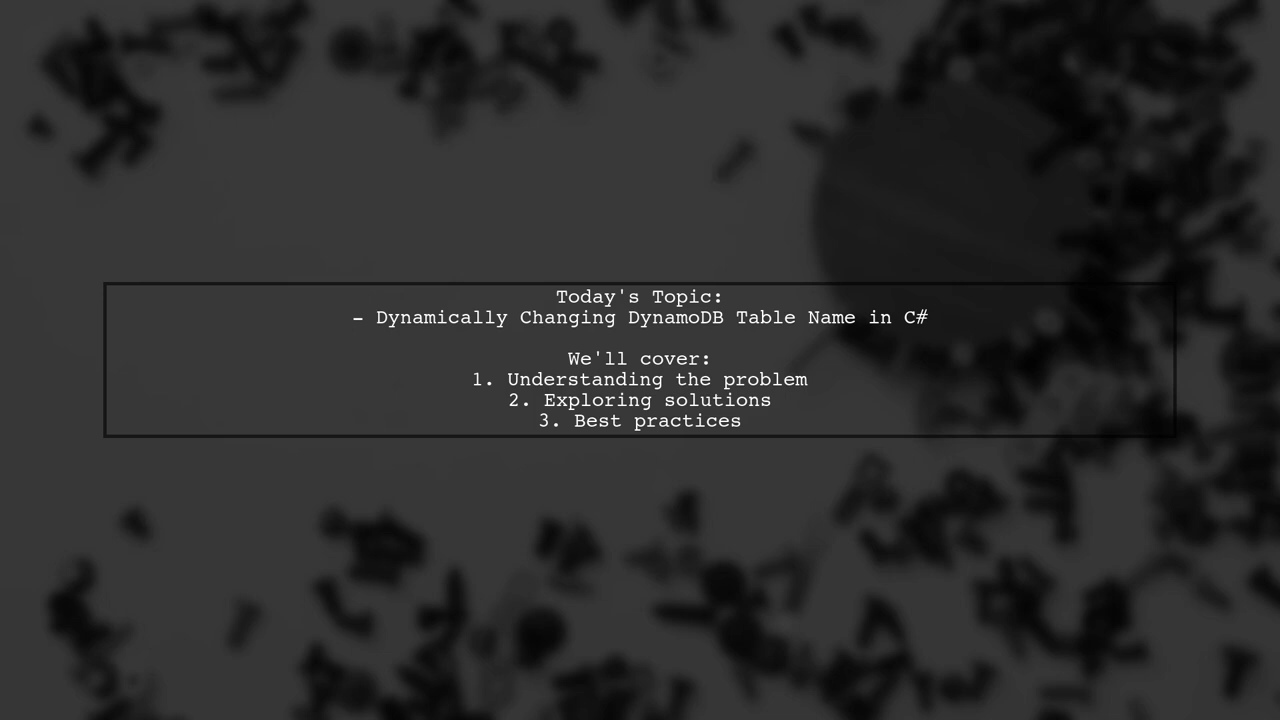 Today's Topic:
- Dynamically Changing DynamoDB Table Name in C#
We'll cover:
1. Understanding the problem
2. Exploring solutions
3. Best practices